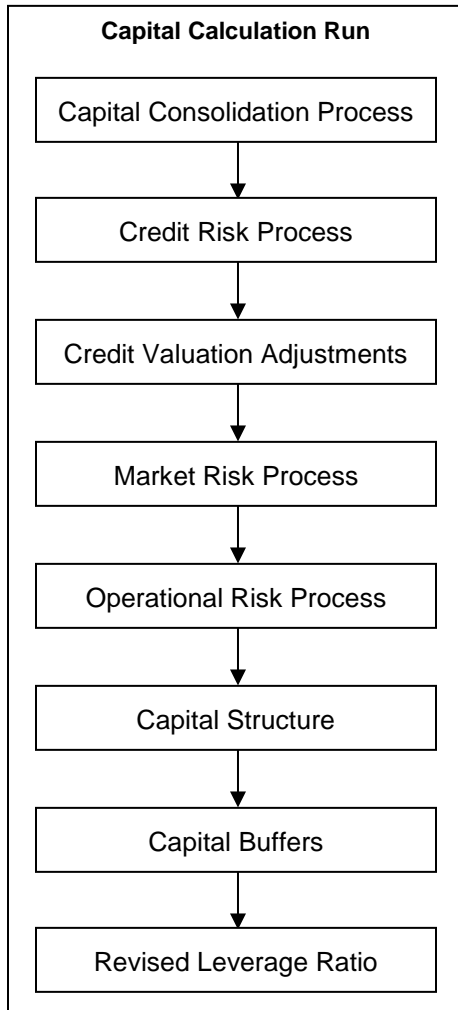 Capital Calculation Run
Capital Consolidation Process
Credit Risk Process
Credit Valuation Adjustments
Market Risk Process
Operational Risk Process
Capital Structure
Capital Buffers
Revised Leverage Ratio